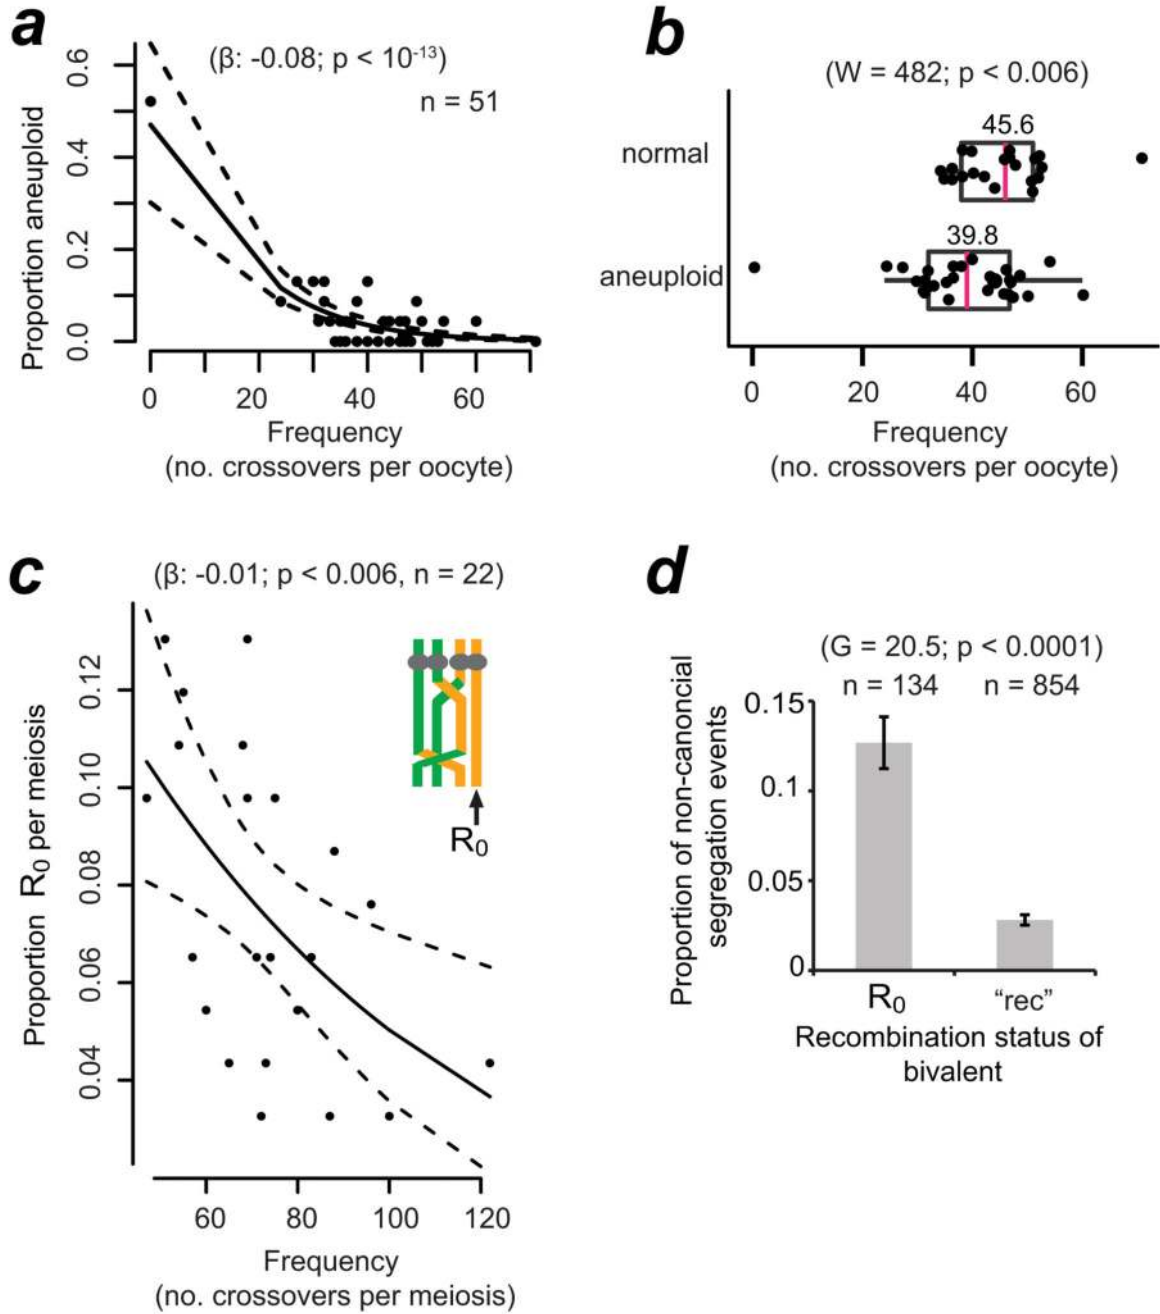 a
(β: -0.08; p < 10-13)
n = 51
Proportion aneuploid
0.0 0.2 0.4 0.6
0 20 40 60
Frequency
(no. crossovers per oocyte)
b
(W = 482; p < 0.006)
45.6
normal
39.8
aneuploid
0 20 40 60
Frequency
(no. crossovers per oocyte)
c
(β: -0.01; p < 0.006, n = 22)
Proportion R0 per meiosis
0.04 0.06 0.08 0.10 0.12
R0
60 80 100 120
Frequency
(no. crossovers per meiosis)
d
(G = 20.5; p < 0.0001)
n = 134 n = 854
Proportion of non-canoncial
segregation events
0.15
0.1
0.05
0
R0 “rec”
Recombination status of
bivalent